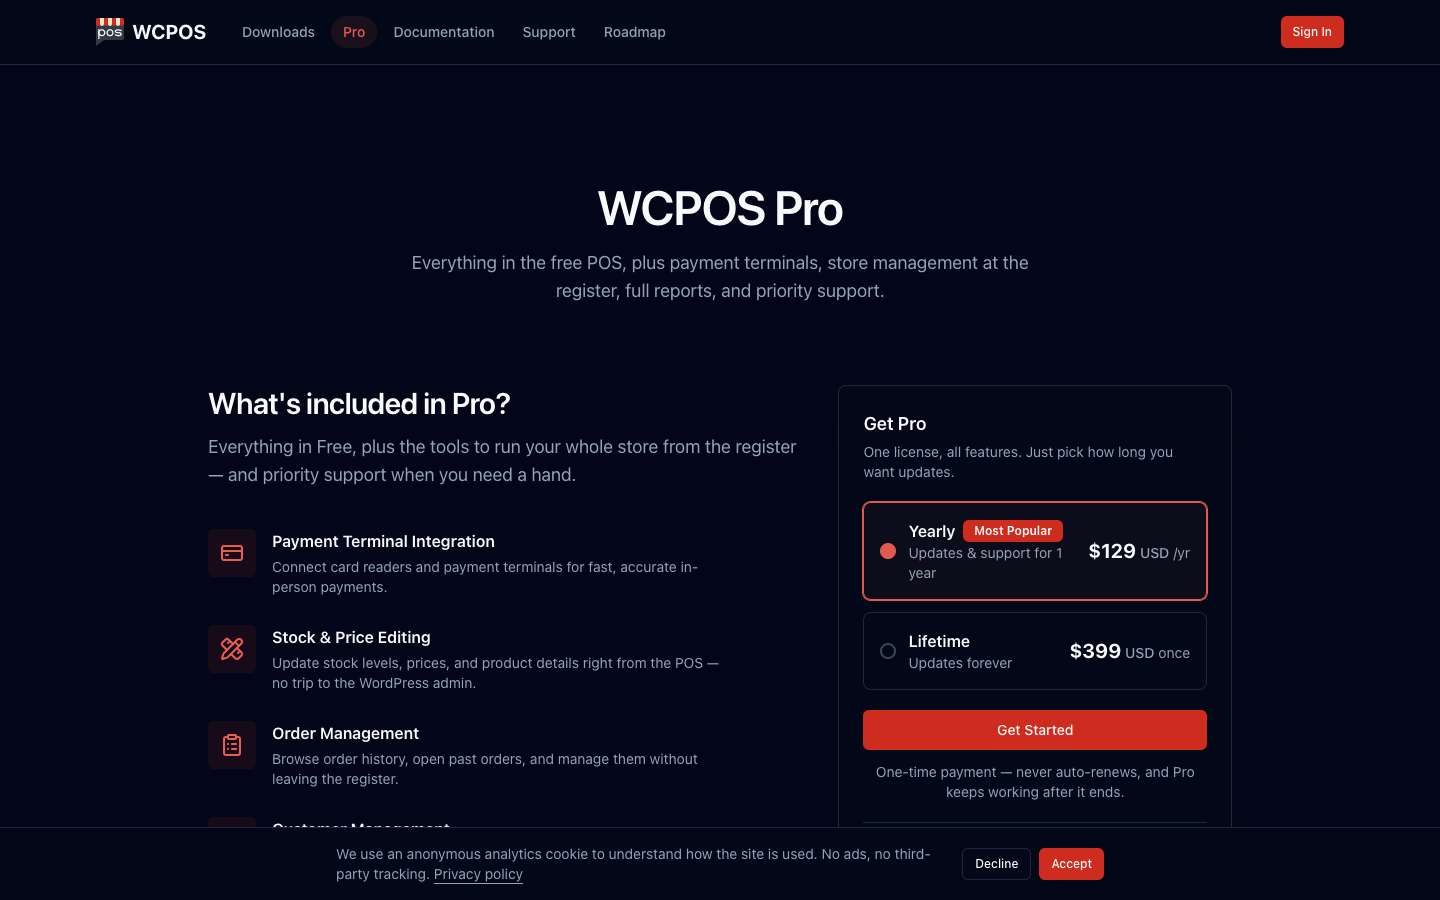 pos WCPOS Downloads Pro Documentation Support Roadmap Sign In
WCPOS Pro
Everything in the free POS, plus payment terminals, store management at the
register, full reports, and priority support.
What's included in Pro?
Everything in Free, plus the tools to run your whole store from the register
— and priority support when you need a hand.
Payment Terminal Integration
Connect card readers and payment terminals for fast, accurate in-
person payments.
Stock & Price Editing
Update stock levels, prices, and product details right from the POS —
no trip to the WordPress admin.
Order Management
Browse order history, open past orders, and manage them without
leaving the register.
Customer Management
Get Pro
One license, all features. Just pick how long you
want updates.
Yearly Most Popular
Updates & support for 1
year
$129 USD /yr
Lifetime
Updates forever
$399 USD once
Get Started
One-time payment — never auto-renews, and Pro
keeps working after it ends.
We use an anonymous analytics cookie to understand how the site is used. No ads, no third-
party tracking. Privacy policy
Decline Accept